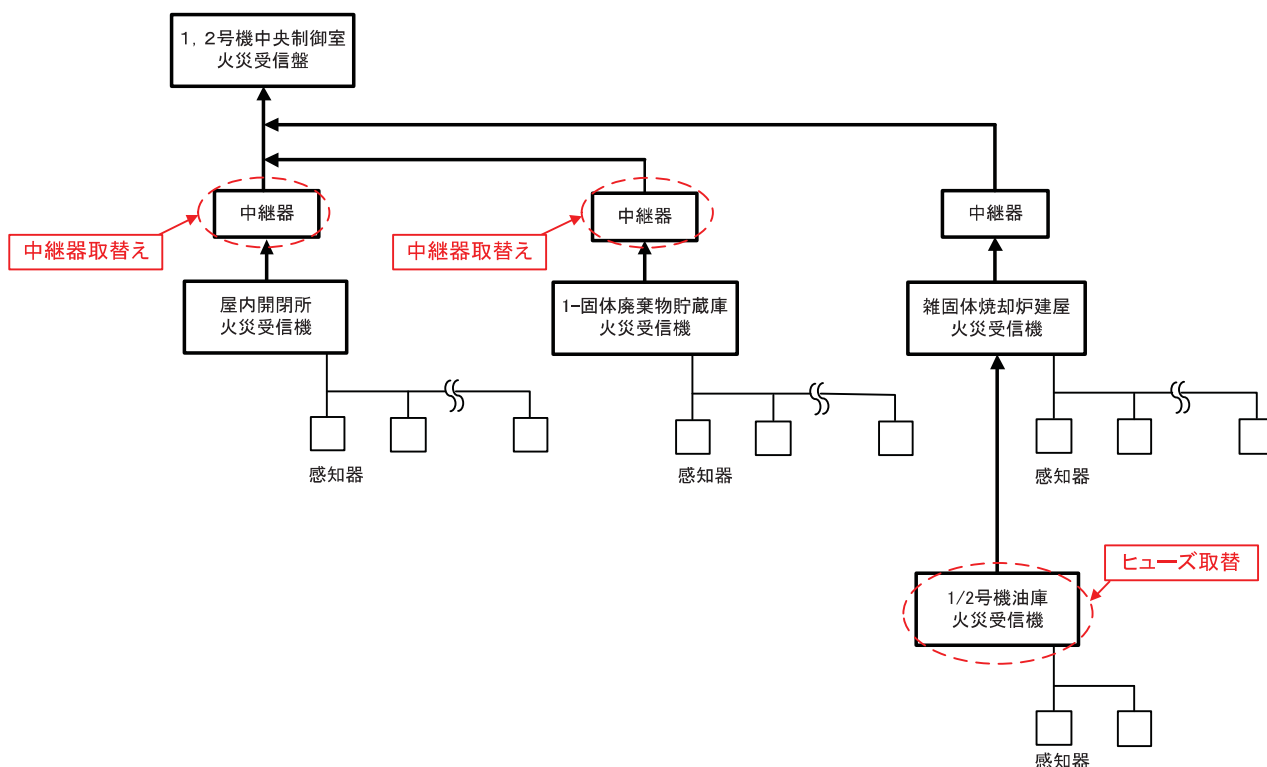 1,2号機中央制御室
火災受信盤
中継器
中継器
中継器
中継器取替え
中継器取替え
屋内開閉所
火災受信機
1-固体廃棄物貯蔵庫
火災受信機
雑固体焼却炉建屋
火災受信機
感知器
感知器
感知器
ヒューズ取替
1/2号機油庫
火災受信機
感知器